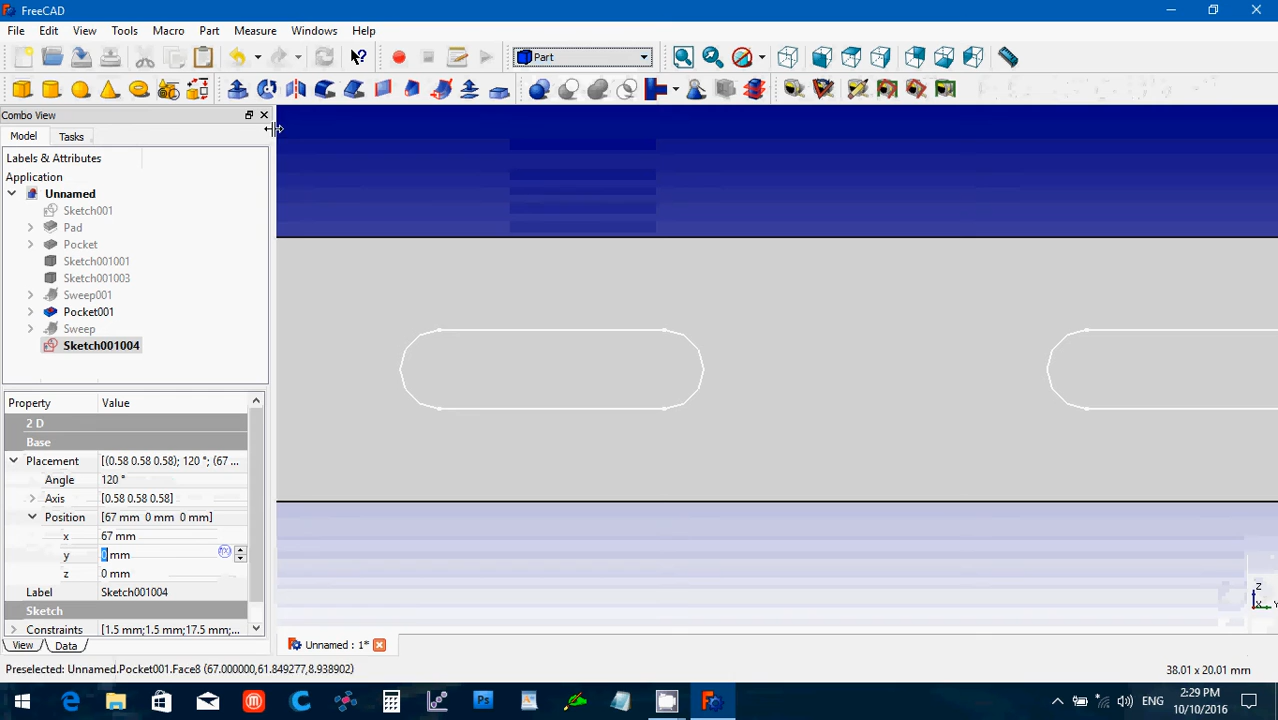 FreeCAD
File Edit View Tools Macro Part Measure Windows Help
Part
Combo View
Model Tasks
Labels & Attributes
Application
Unnamed
Sketch001
Pad
Pocket
Sketch001001
Sketch001003
Sweep001
Pocket001
Sweep
Sketch001004
Property Value
2 D
Base
Placement [(0.58 0.58 0.58); 120 °; (67 ...
Angle 120 °
Axis [0.58 0.58 0.58]
Position [67 mm 0 mm 0 mm]
x 67 mm
y 0 mm
z 0 mm
Label Sketch001004
Sketch
Constraints [1.5 mm;1.5 mm;17.5 mm;...
View Data
Unnamed : 1*
Z
X Y
Preselected: Unnamed.Pocket001.Face8 (67.000000,61.849277,8.938902) 38.01 x 20.01 mm
ENG
2:29 PM
10/10/2016